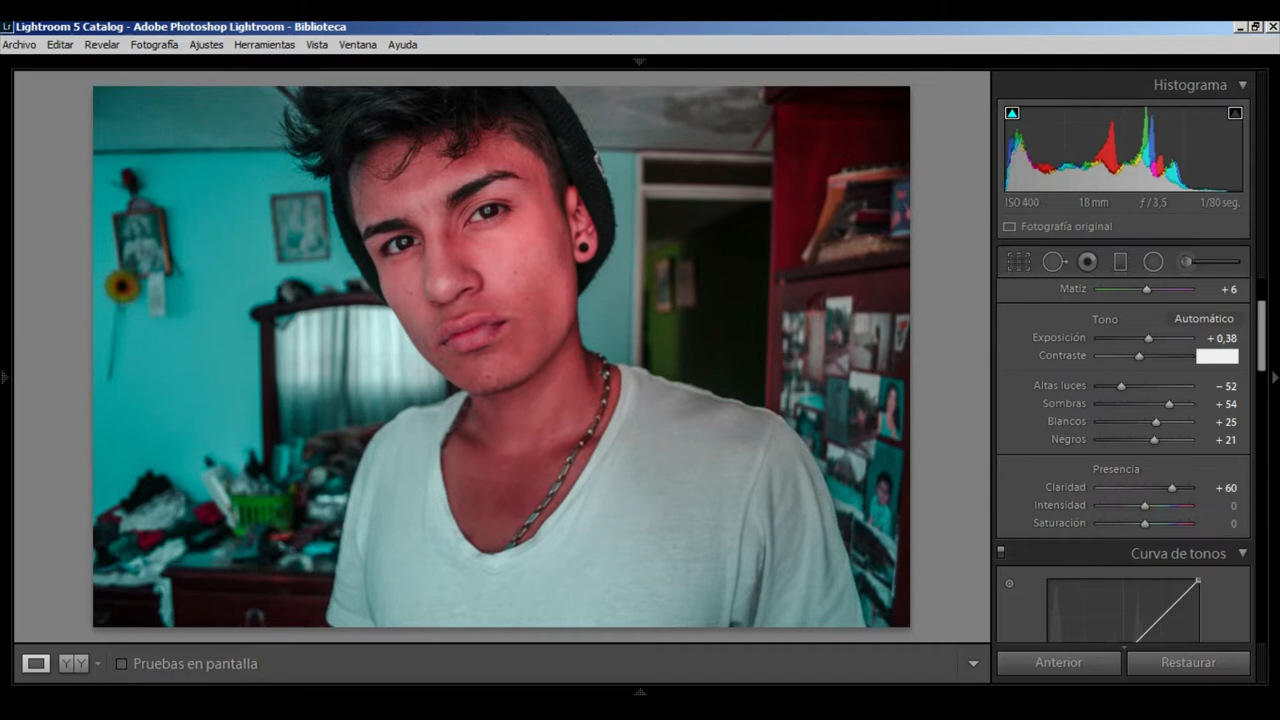 Lr Lightroom 5 Catalog - Adobe Photoshop Lightroom - Biblioteca
Archivo Editar Revelar Fotografía Ajustes Herramientas Vista Ventana Ayuda
Histograma
ISO 400 18 mm ƒ / 3,5 1/80 seg.
Fotografía original
Matiz + 6
Tono Automático
Exposición + 0,38
Contraste
Altas luces − 52
Sombras + 54
Blancos + 25
Negros + 21
Presencia
Claridad + 60
Intensidad 0
Saturación 0
Curva de tonos
Y Y Pruebas en pantalla
Anterior Restaurar